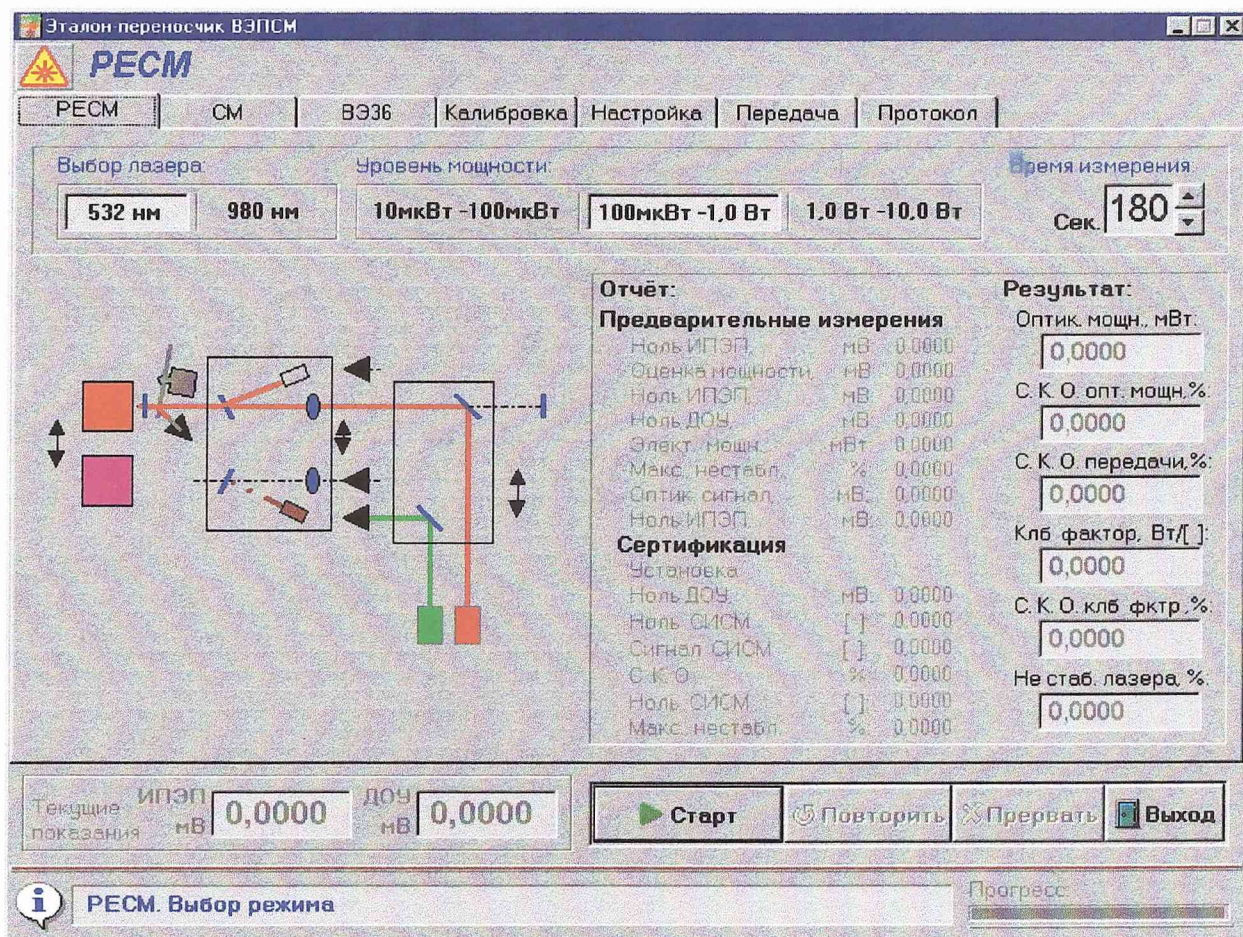 Эталон-переносчик ВЭПСМ
РЕСМ
РЕСМ СМ ВЭ36 Калибровка Настройка Передача Протокол
Выбор лазера: Уровень мощности: Время измерения
532 нм 980 нм 10мкВт -100мкВт 100мкВт -1,0 Вт 1,0 Вт -10,0 Вт Сек. 180
Отчёт: Результат:
Предварительные измерения Оптик. мощн., мВт:
Ноль ИПЭП, мВ 0,0000 0,0000
Оценка мощности, мВ 0,0000
Ноль ИПЭП, мВ 0,0000 С. К. О. опт. мощн,%:
Ноль ДОУ, мВ 0,0000 0,0000
Элект. мощн. мВт 0,0000
Макс. нестабл., % 0,0000 С. К. О. передачи,%:
Оптик сигнал, мВ: 0,0000 0,0000
Ноль ИПЭП мВ: 0,0000
Сертификация Клб фактор, Вт/[ ]:
Установка 0,0000
Ноль ДОУ, мВ: 0,0000
Ноль СИСМ [ ] 0,0000 С. К. О. клб фктр.,%:
Сигнал СИСМ [ ] 0,0000 0,0000
С К О % 0,0000
Ноль СИСМ [ ]: 0,0000 Не стаб. лазера, %:
Макс. нестабл. %: 0,0000 0,0000
Текущие показания ИПЭП мВ 0,0000 ДОУ мВ 0,0000 Старт Повторить Прервать Выход
РЕСМ. Выбор режима Прогресс: